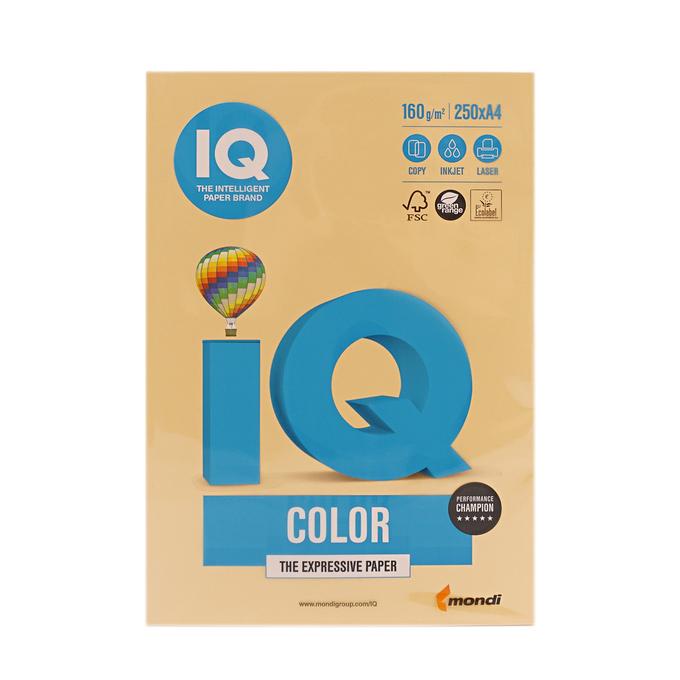 IQ
THE INTELLIGENT
PAPER BRAND
160 g/m² | 250xA4
COPY INKJET LASER
FSC™
green
range
Ecolabel
IQ
PERFORMANCE
CHAMPION
COLOR
THE EXPRESSIVE PAPER
www.mondigroup.com/IQ
mondi